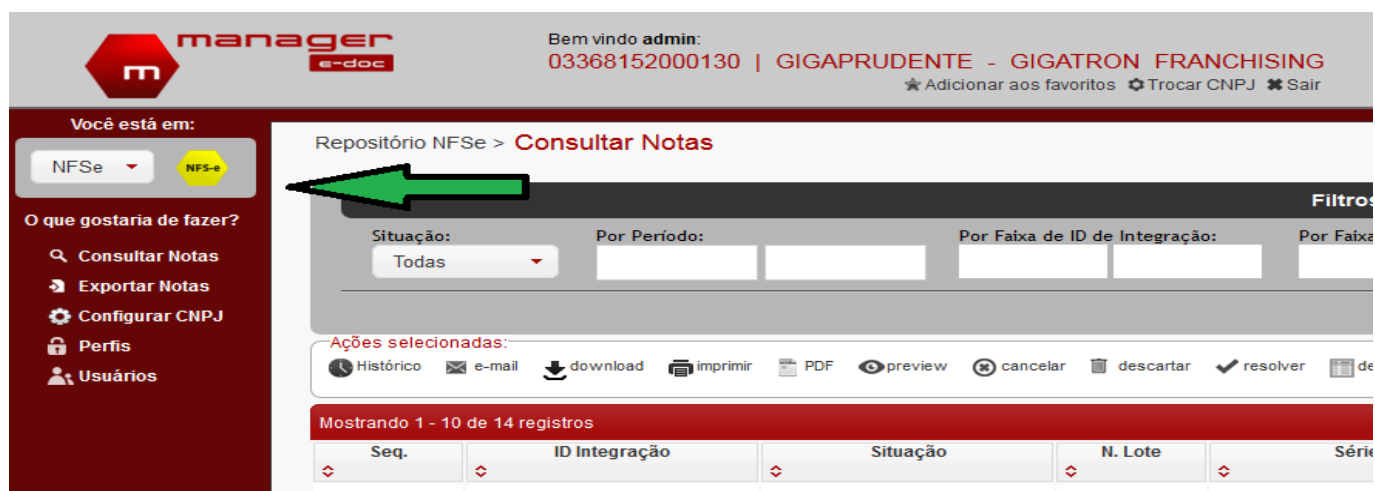 manager
e-doc
m
Bem vindo admin:
03368152000130 | GIGAPRUDENTE - GIGATRON FRANCHISING
Adicionar aos favoritos Trocar CNPJ Sair
Você está em:
NFSe
NFS-e
O que gostaria de fazer?
Consultar Notas
Exportar Notas
Configurar CNPJ
Perfis
Usuários
Repositório NFSe > Consultar Notas
Filtros
Situação: Por Período: Por Faixa de ID de Integração: Por Faixa
Todas
Ações selecionadas:
Histórico e-mail download imprimir PDF preview cancelar descartar resolver de
Mostrando 1 - 10 de 14 registros
Seq. ID Integração Situação N. Lote Série